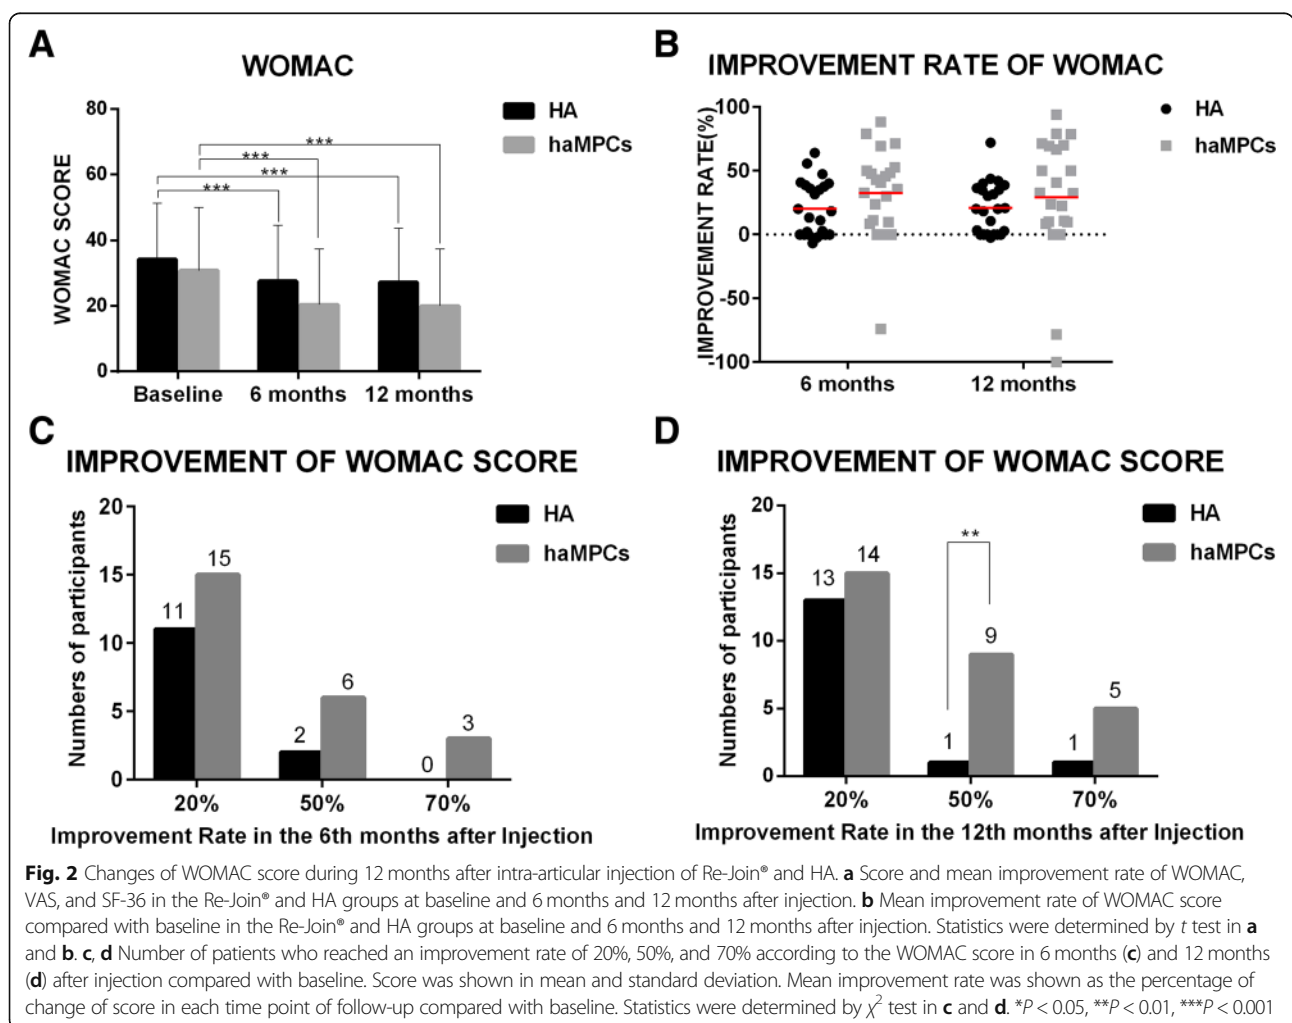 A
WOMAC
HA
haMPCs
WOMAC SCORE
80
60
40
20
0
***
***
***
***
Baseline 6 months 12 months
B
IMPROVEMENT RATE OF WOMAC
HA
haMPCs
IMPROVEMENT RATE(%)
100
50
0
-50
-100
6 months 12 months
C
IMPROVEMENT OF WOMAC SCORE
HA
haMPCs
Numbers of participants
20
15
10
5
0
11 15
2 6
0 3
20% 50% 70%
Improvement Rate in the 6th months after Injection
D
IMPROVEMENT OF WOMAC SCORE
HA
haMPCs
Numbers of participants
20
15
10
5
0
13 14
**
1 9
1 5
20% 50% 70%
Improvement Rate in the 12th months after Injection
Fig. 2 Changes of WOMAC score during 12 months after intra-articular injection of Re-Join® and HA. a Score and mean improvement rate of WOMAC,
VAS, and SF-36 in the Re-Join® and HA groups at baseline and 6 months and 12 months after injection. b Mean improvement rate of WOMAC score
compared with baseline in the Re-Join® and HA groups at baseline and 6 months and 12 months after injection. Statistics were determined by t test in a
and b. c, d Number of patients who reached an improvement rate of 20%, 50%, and 70% according to the WOMAC score in 6 months (c) and 12 months
(d) after injection compared with baseline. Score was shown in mean and standard deviation. Mean improvement rate was shown as the percentage of
change of score in each time point of follow-up compared with baseline. Statistics were determined by χ² test in c and d. *P < 0.05, **P < 0.01, ***P < 0.001